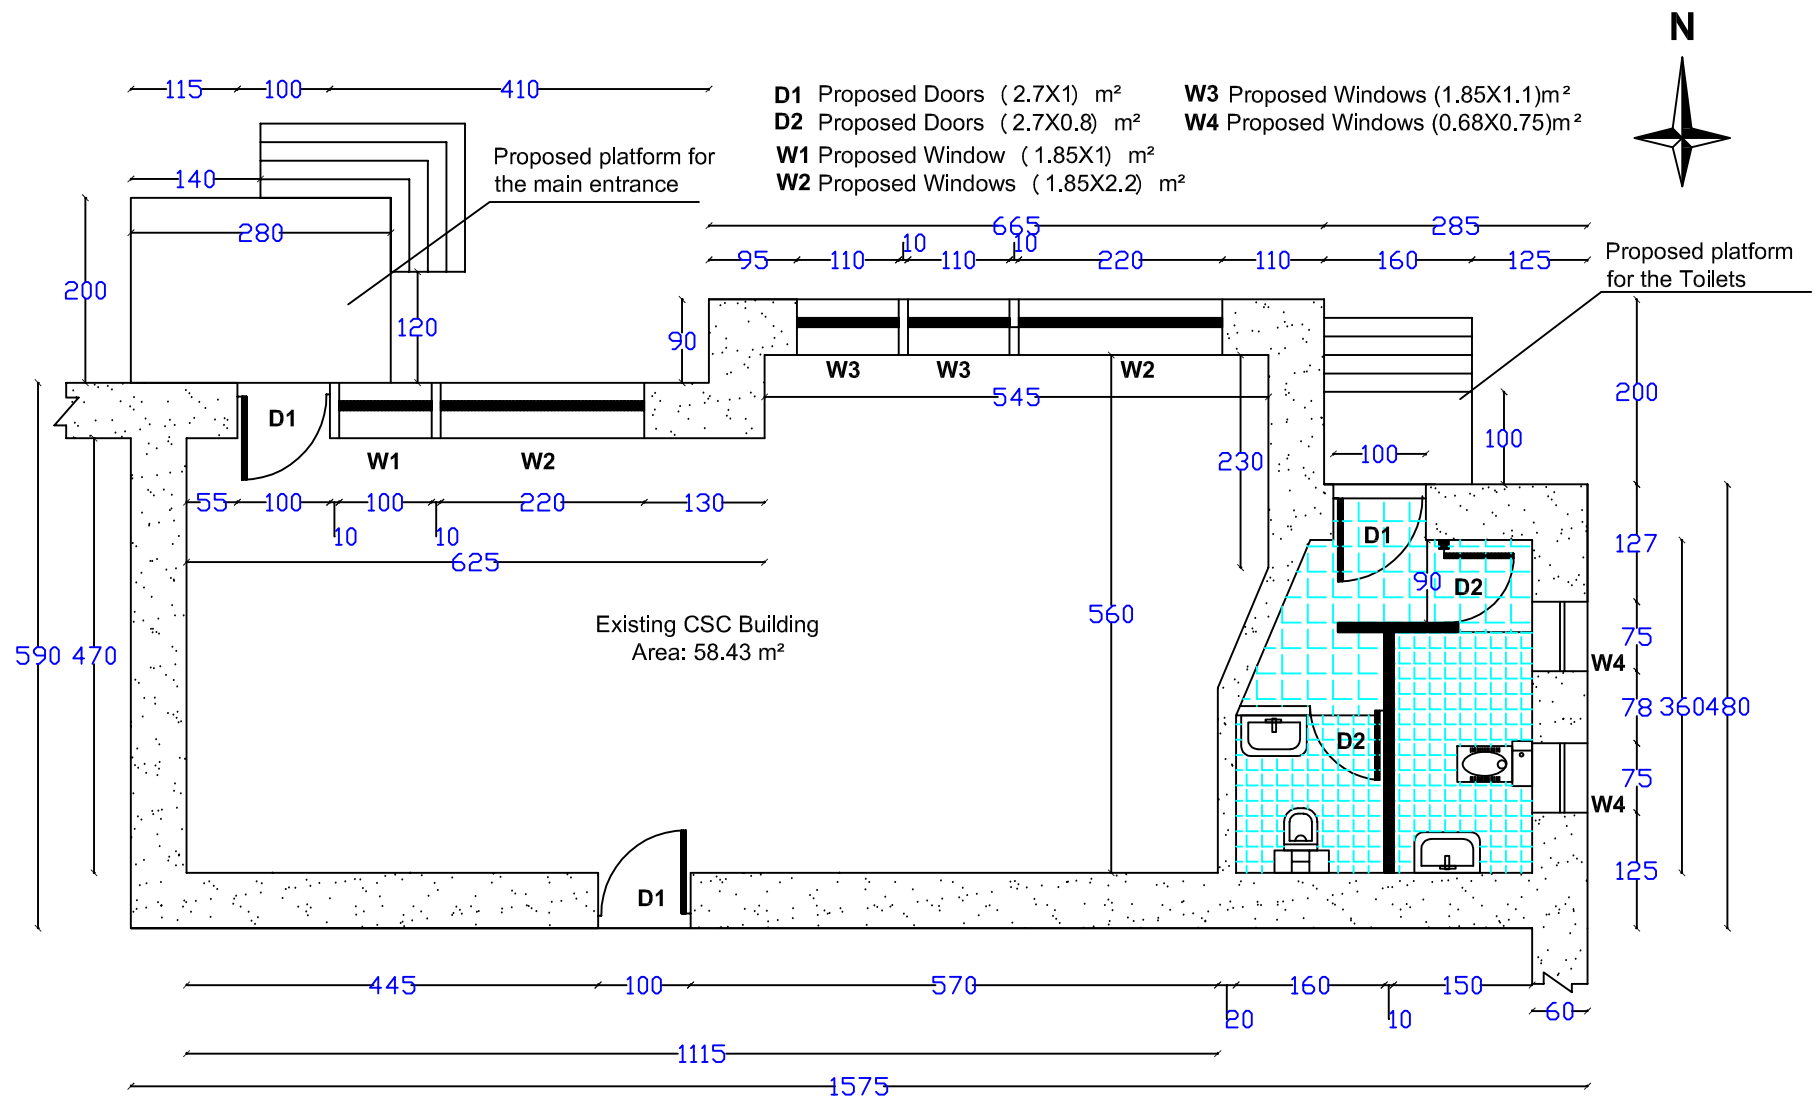 N
115 100 410
D1 Proposed Doors (2.7X1) m²
W3 Proposed Windows (1.85X1.1)m²
D2 Proposed Doors (2.7X0.8) m²
W4 Proposed Windows (0.68X0.75)m²
W1 Proposed Window (1.85X1) m²
W2 Proposed Windows (1.85X2.2) m²
Proposed platform for
the main entrance
140
280
665 285
10 10
95 110 110 220 110 160 125
Proposed platform
for the Toilets
200
120
90
W3 W3 W2
545
200
D1
100
100
W1 W2
230
55 100 100 220 130
10 10
625
D1
127
90
D2
560
Existing CSC Building
Area: 58.43 m²
590 470
75
W4
78 360 480
D2
75
W4
125
D1
445 100 570 160 150
20 10 60
1115
1575